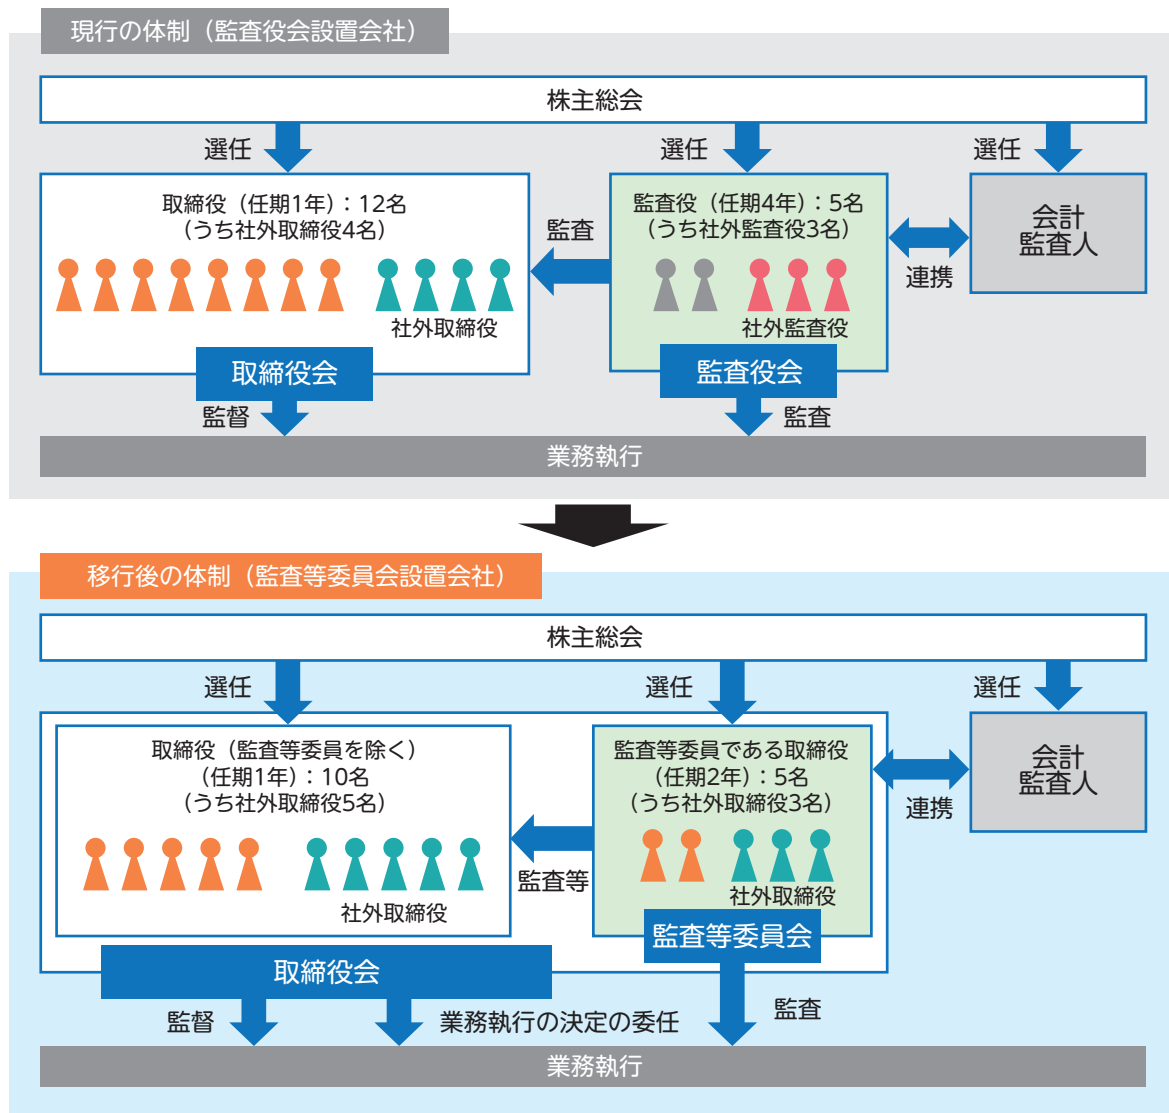 現行の体制（監査役会設置会社）
株主総会
選任
選任
選任
取締役（任期1年）：12名
（うち社外取締役4名）
監査
監査役（任期4年）：5名
（うち社外監査役3名）
連携
会計
監査人
社外取締役
社外監査役
取締役会
監査役会
監督
監査
業務執行
移行後の体制（監査等委員会設置会社）
株主総会
選任
選任
選任
取締役（監査等委員を除く）
（任期1年）：10名
（うち社外取締役5名）
監査等委員である取締役
（任期2年）：5名
（うち社外取締役3名）
連携
会計
監査人
監査等
社外取締役
社外取締役
監査等委員会
取締役会
監督
業務執行の決定の委任
監査
業務執行